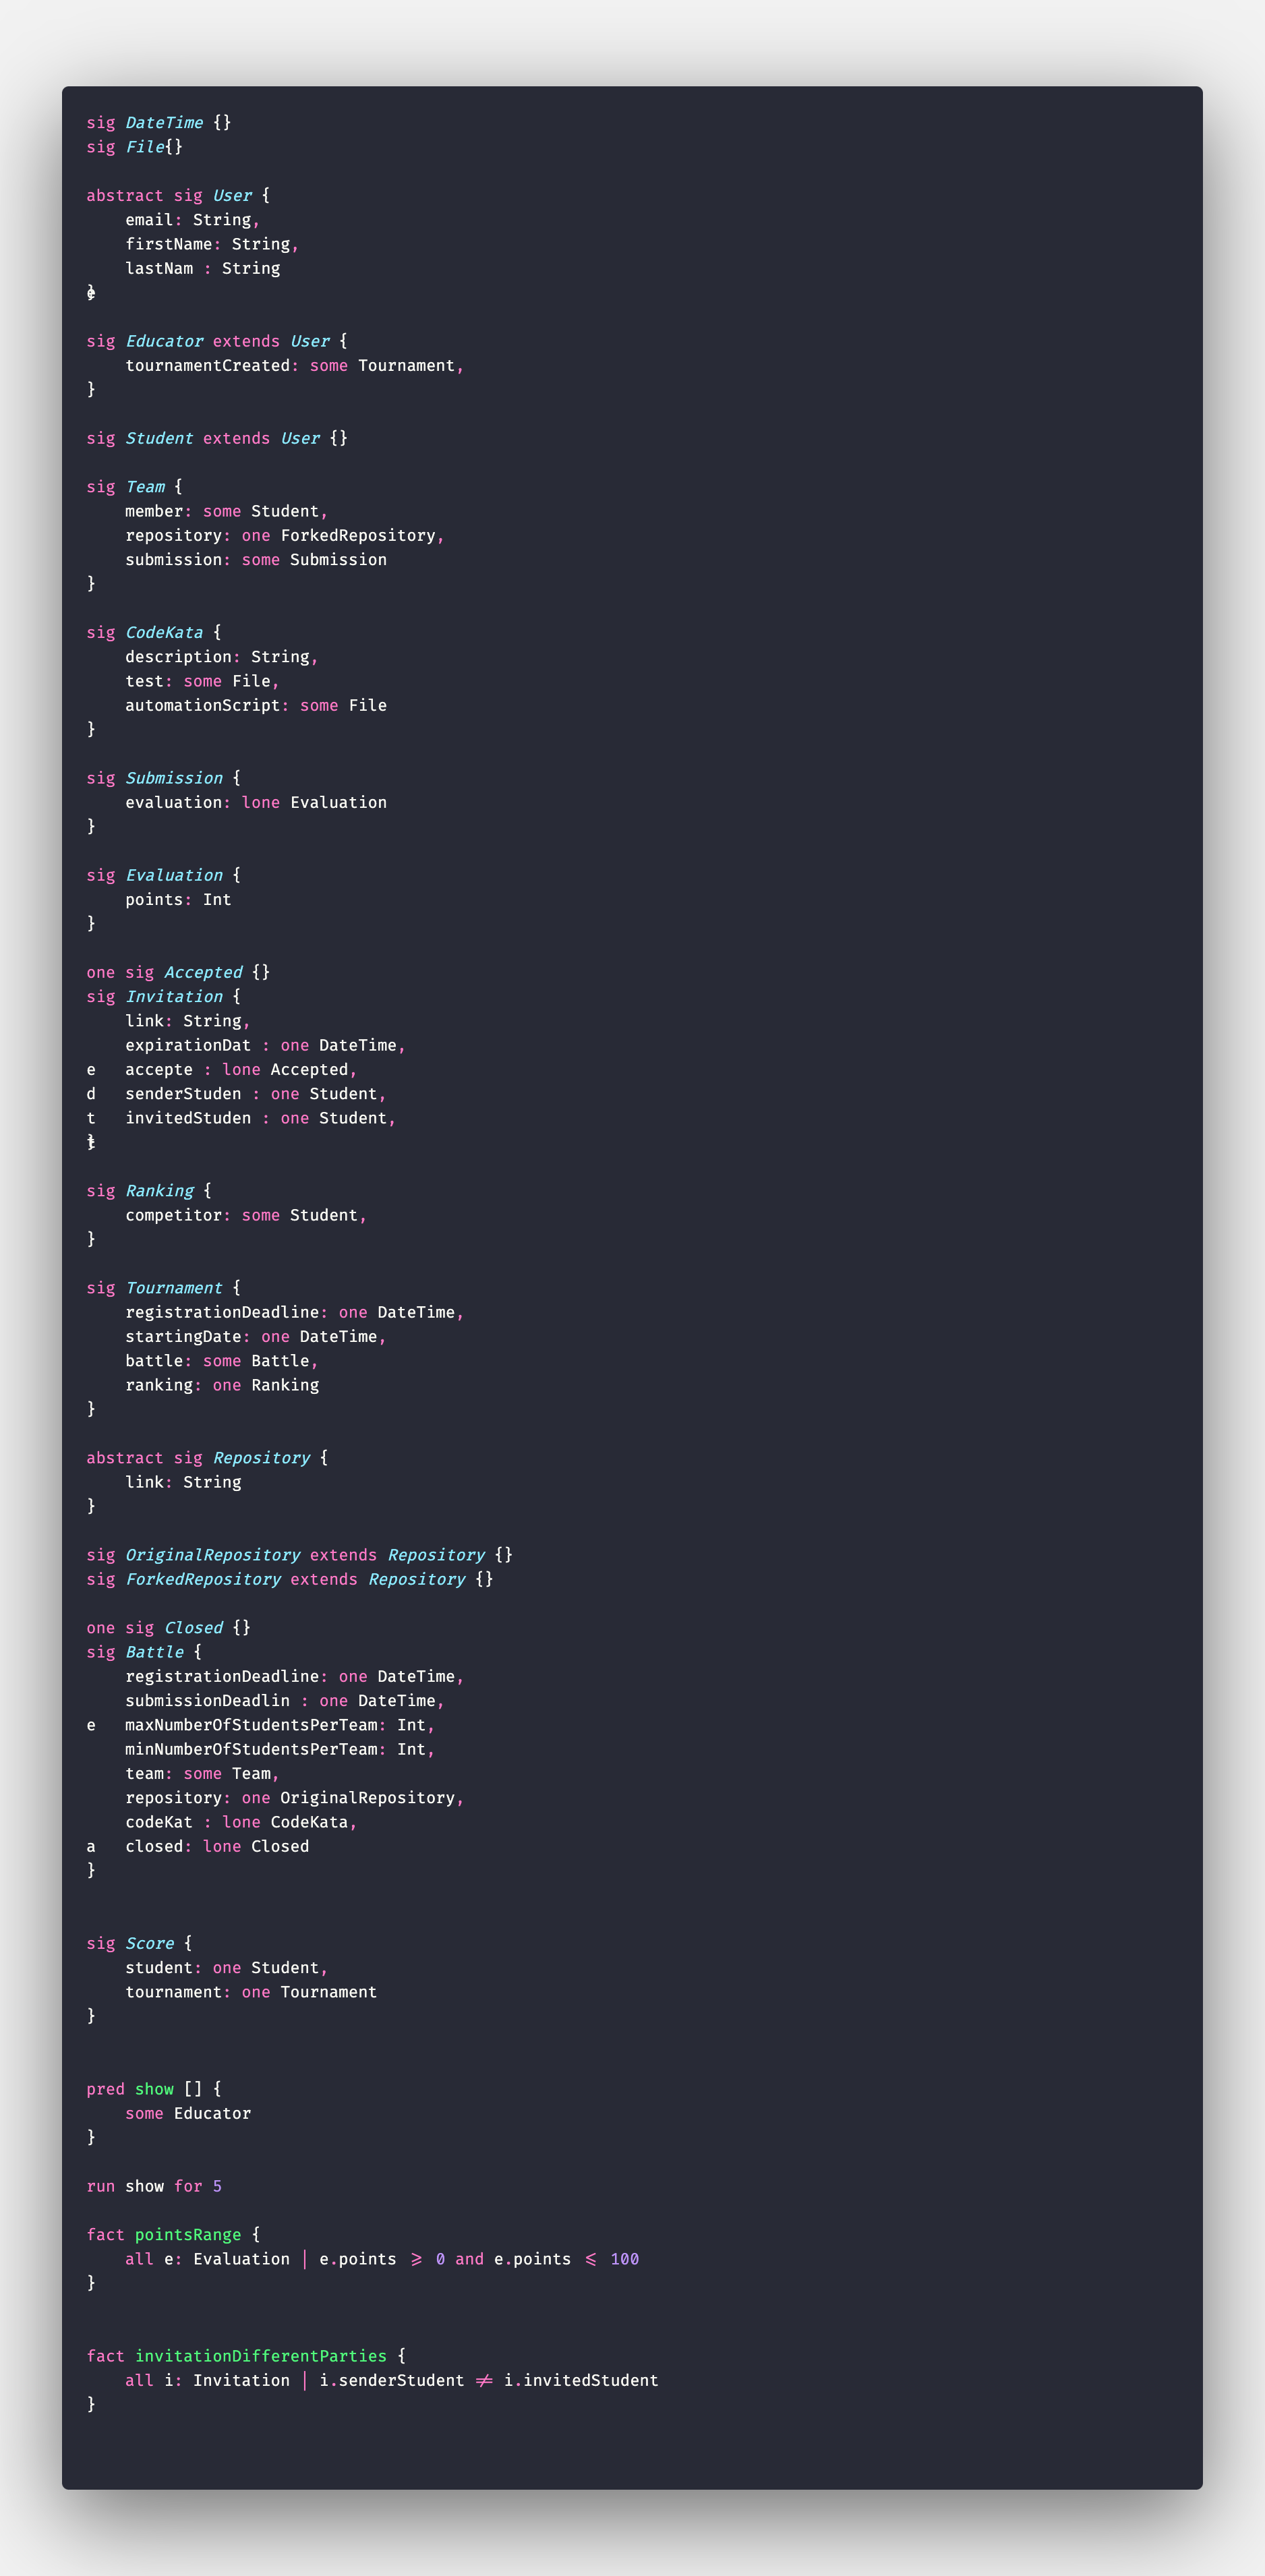 sig DateTime {}
sig File{}

abstract sig User {
    email: String,
    firstName: String,
    lastNam : String
e}

sig Educator extends User {
    tournamentCreated: some Tournament,
}

sig Student extends User {}

sig Team {
    member: some Student,
    repository: one ForkedRepository,
    submission: some Submission
}

sig CodeKata {
    description: String,
    test: some File,
    automationScript: some File
}

sig Submission {
    evaluation: lone Evaluation
}

sig Evaluation {
    points: Int
}

one sig Accepted {}
sig Invitation {
    link: String,
    expirationDat : one DateTime,
e   accepte : lone Accepted,
d   senderStuden : one Student,
t   invitedStuden : one Student,
t}

sig Ranking {
    competitor: some Student,
}

sig Tournament {
    registrationDeadline: one DateTime,
    startingDate: one DateTime,
    battle: some Battle,
    ranking: one Ranking
}

abstract sig Repository {
    link: String
}

sig OriginalRepository extends Repository {}
sig ForkedRepository extends Repository {}

one sig Closed {}
sig Battle {
    registrationDeadline: one DateTime,
    submissionDeadlin : one DateTime,
e   maxNumberOfStudentsPerTeam: Int,
    minNumberOfStudentsPerTeam: Int,
    team: some Team,
    repository: one OriginalRepository,
    codeKat : lone CodeKata,
a   closed: lone Closed
}

sig Score {
    student: one Student,
    tournament: one Tournament
}

pred show [] {
    some Educator
}

run show for 5

fact pointsRange {
    all e: Evaluation | e.points ⩾ 0 and e.points ⩽ 100
}

fact invitationDifferentParties {
    all i: Invitation | i.senderStudent ≠ i.invitedStudent
}